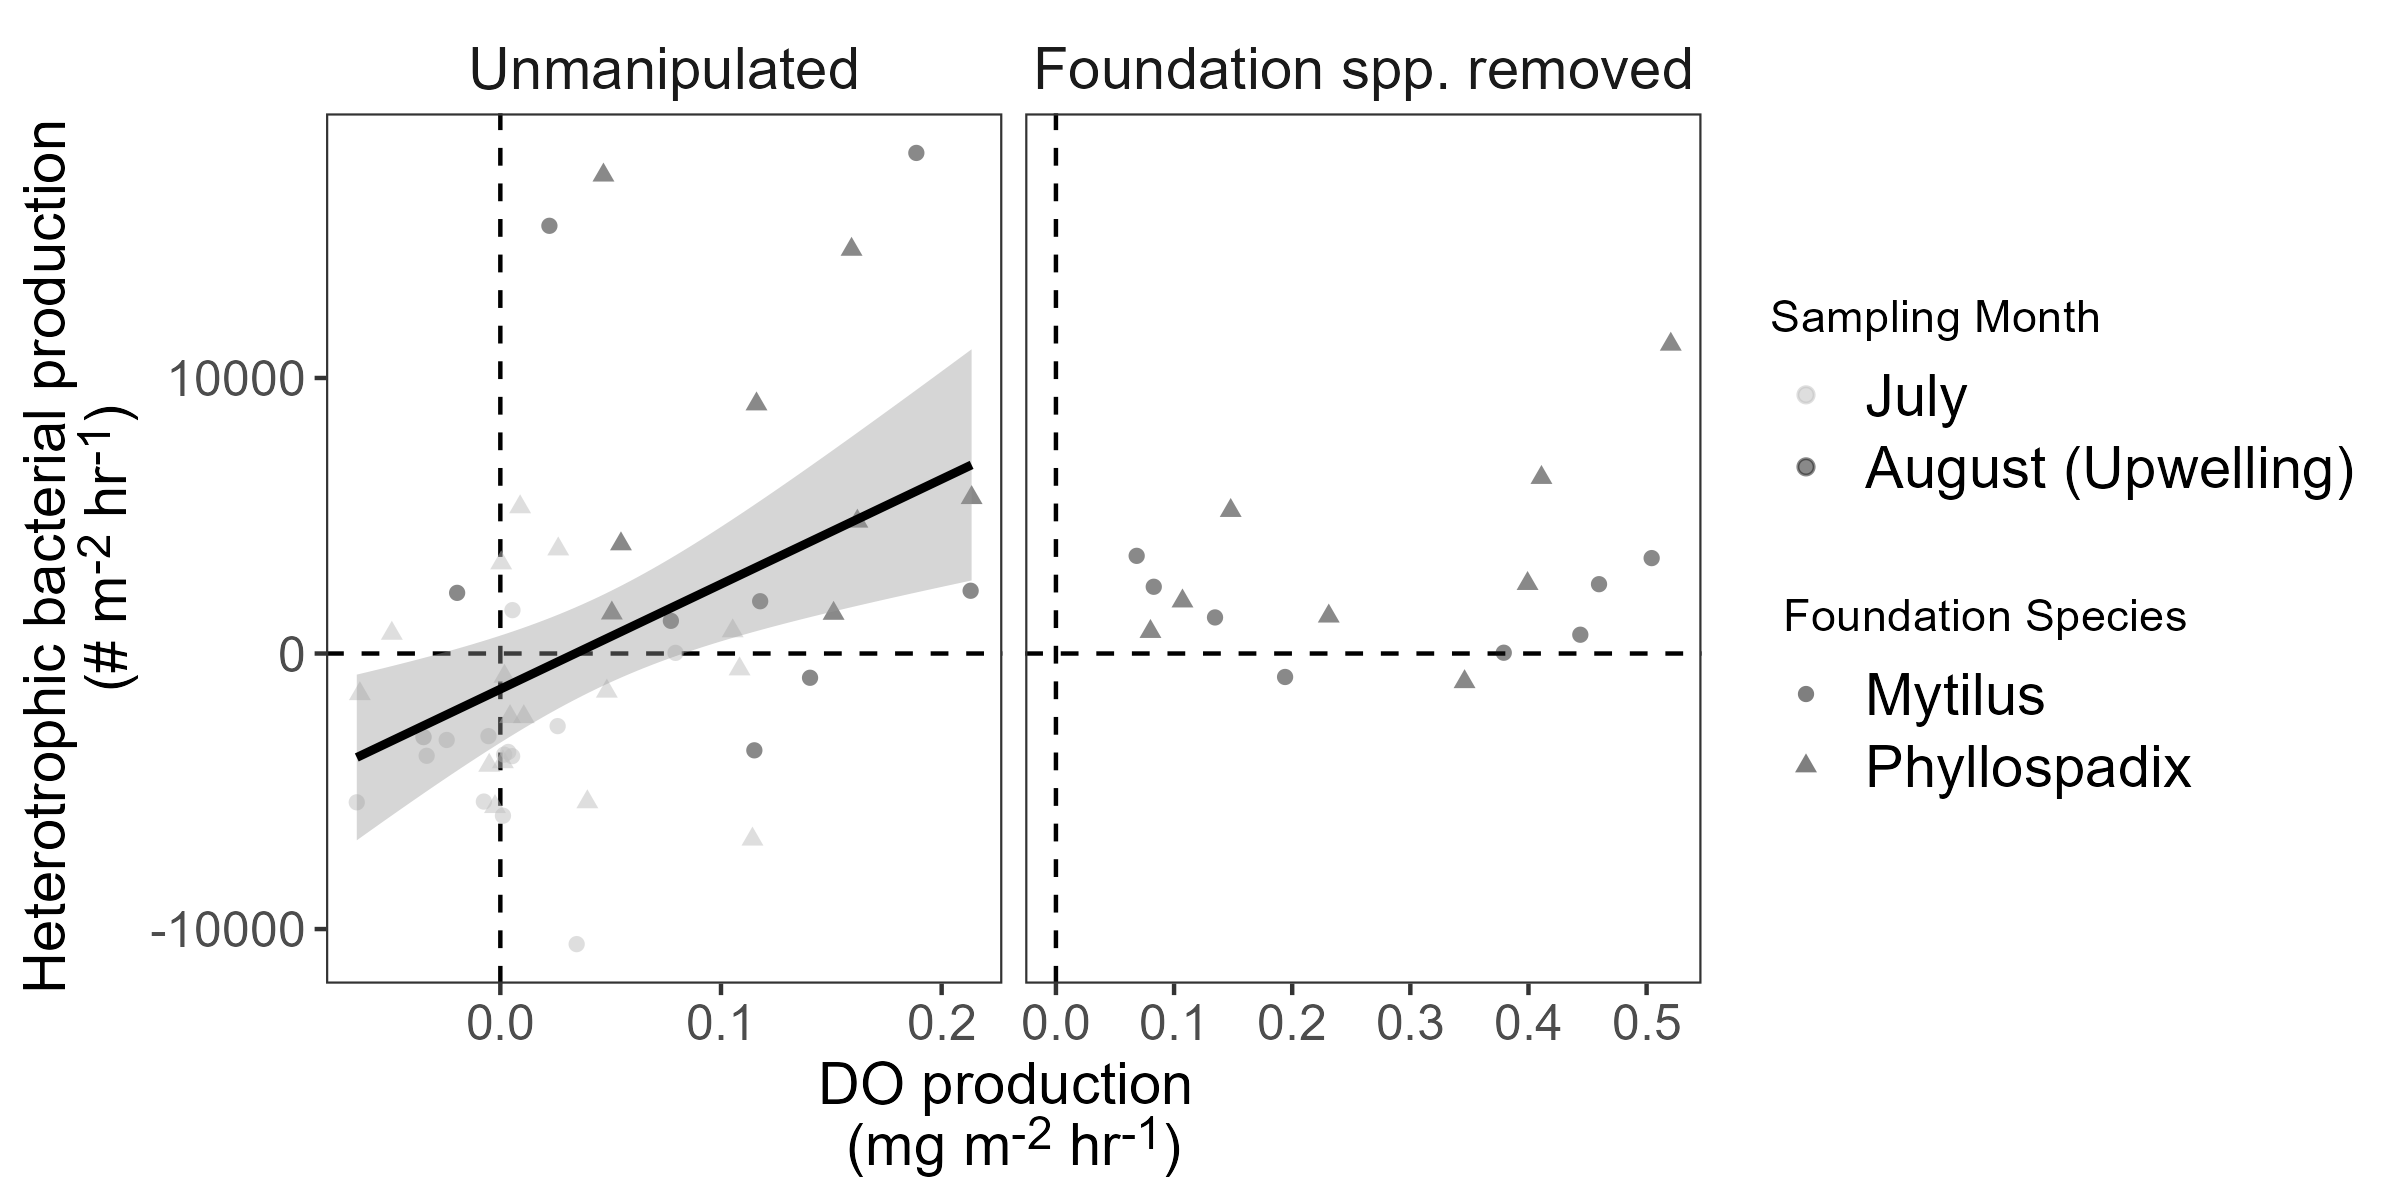 Unmanipulated
Foundation spp. removed
Heterotrophic bacterial production
(# m-2 hr-1)
10000
0
-10000
0.0 0.1 0.2
0.0 0.1 0.2 0.3 0.4 0.5
DO production
(mg m-2 hr-1)
Sampling Month
July
August (Upwelling)
Foundation Species
Mytilus
Phyllospadix